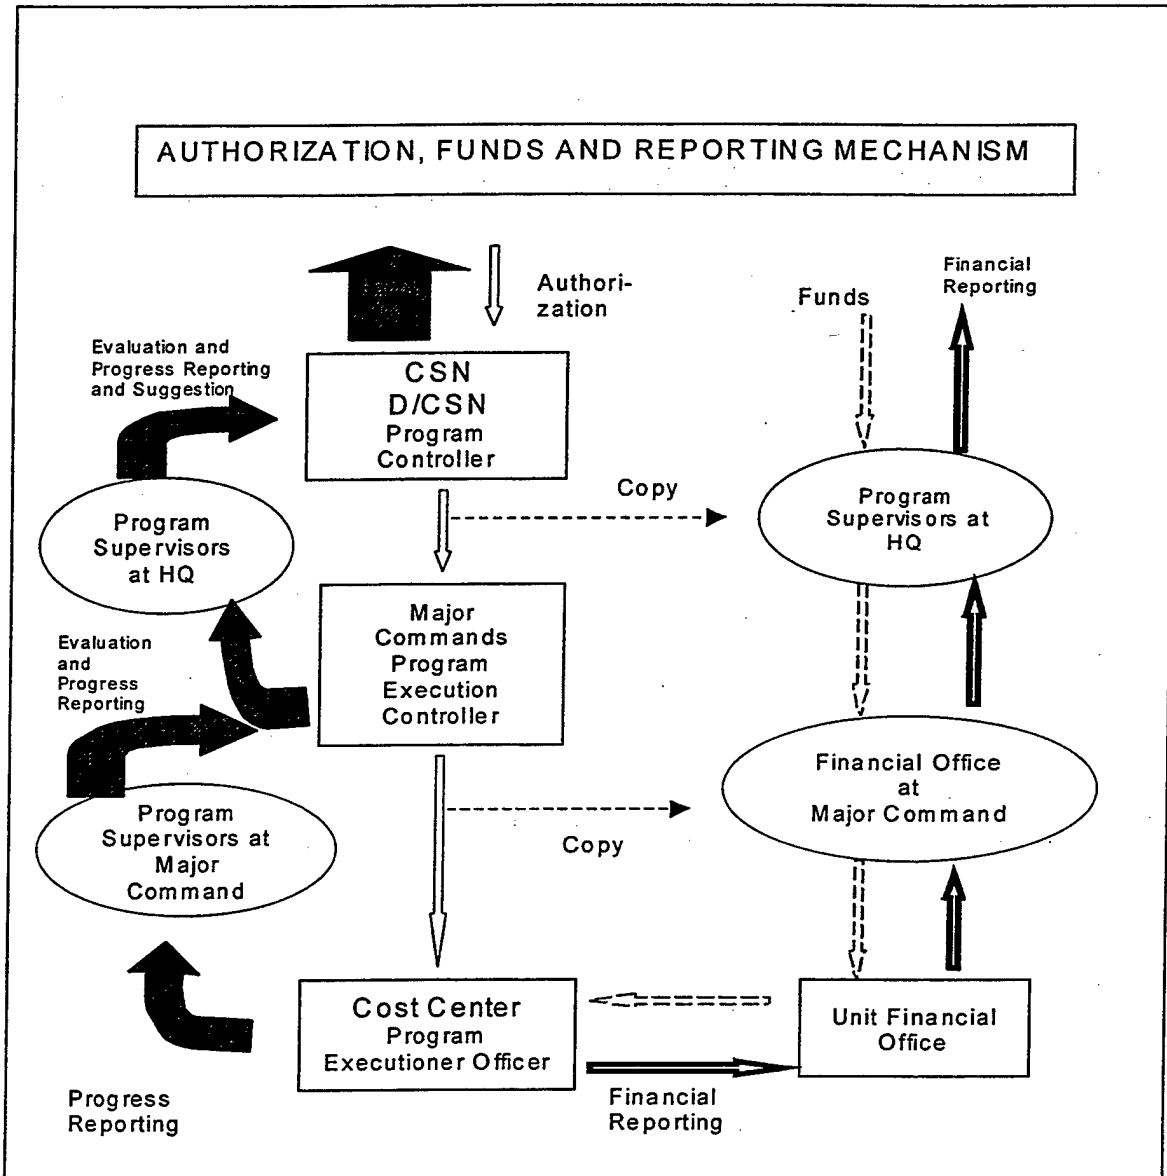 AUTHORIZATION, FUNDS AND REPORTING MECHANISM
Authori-
zation
Funds
Financial
Reporting
Evaluation and
Progress Reporting
and Suggestion
CSN
D/CSN
Program
Controller
Copy
Program
Supervisors
at HQ
Program
Supervisors at
HQ
Major
Commands
Program
Execution
Controller
Evaluation
and
Progress
Reporting
Financial Office
at
Major Command
Program
Supervisors at
Major
Command
Copy
Cost Center
Program
Executioner Officer
Unit Financial
Office
Progress
Reporting
Financial
Reporting